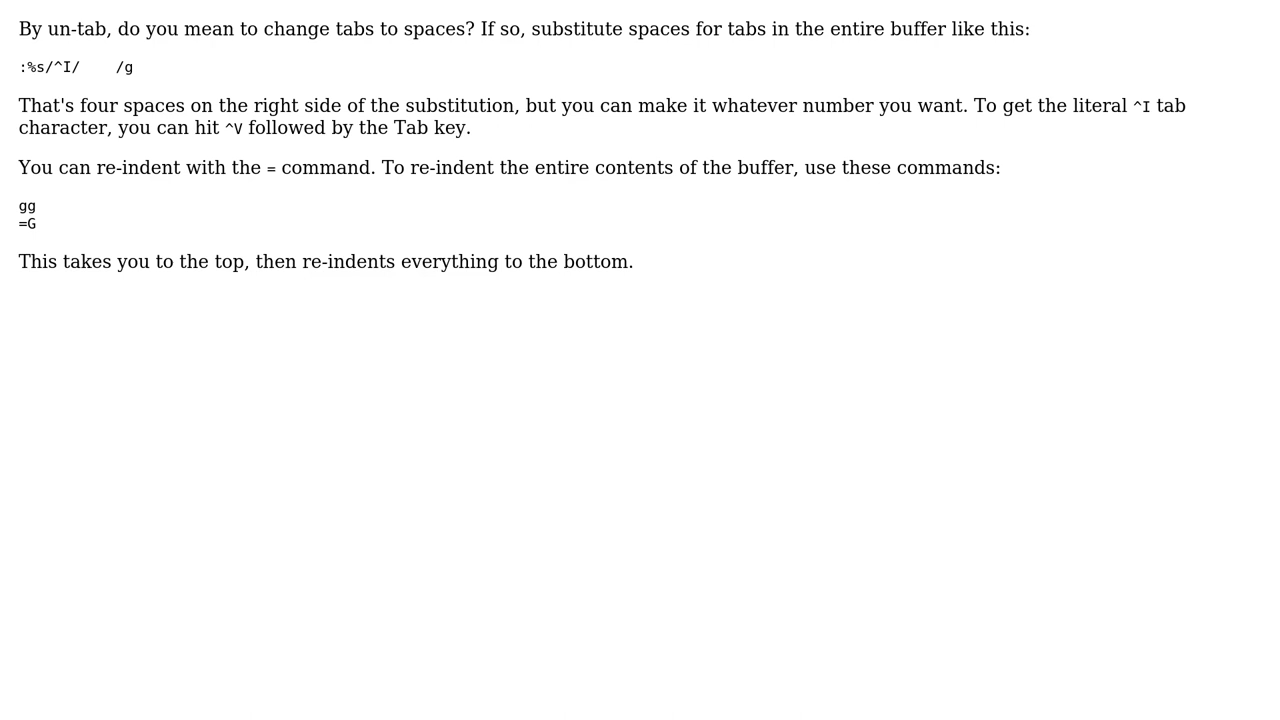 By un-tab, do you mean to change tabs to spaces? If so, substitute spaces for tabs in the entire buffer like this:
:%s/^I/    /g
That's four spaces on the right side of the substitution, but you can make it whatever number you want. To get the literal ^I tab
character, you can hit ^V followed by the Tab key.
You can re-indent with the = command. To re-indent the entire contents of the buffer, use these commands:
gg
=G
This takes you to the top, then re-indents everything to the bottom.